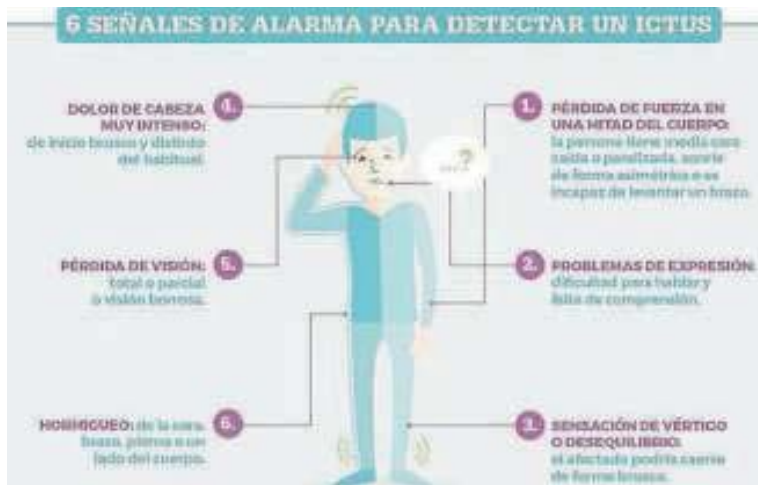 6 SEÑALES DE ALARMA PARA DETECTAR UN ICTUS
4.
DOLOR DE CABEZA
MUY INTENSO:
de inicio brusco y distinto
del habitual.
1.
PÉRDIDA DE FUERZA EN
UNA MITAD DEL CUERPO:
la persona tiene media cara
caída o paralizada, sonríe
de forma asimétrica o es
incapaz de levantar un brazo.
...?
5.
PÉRDIDA DE VISIÓN:
total o parcial
o visión borrosa.
2.
PROBLEMAS DE EXPRESIÓN:
dificultad para hablar y
falta de comprensión.
6.
HORMIGUEO: de la cara,
brazo, pierna o un
lado del cuerpo.
3.
SENSACIÓN DE VÉRTIGO
O DESEQUILIBRIO:
el afectado podría caerse
de forma brusca.